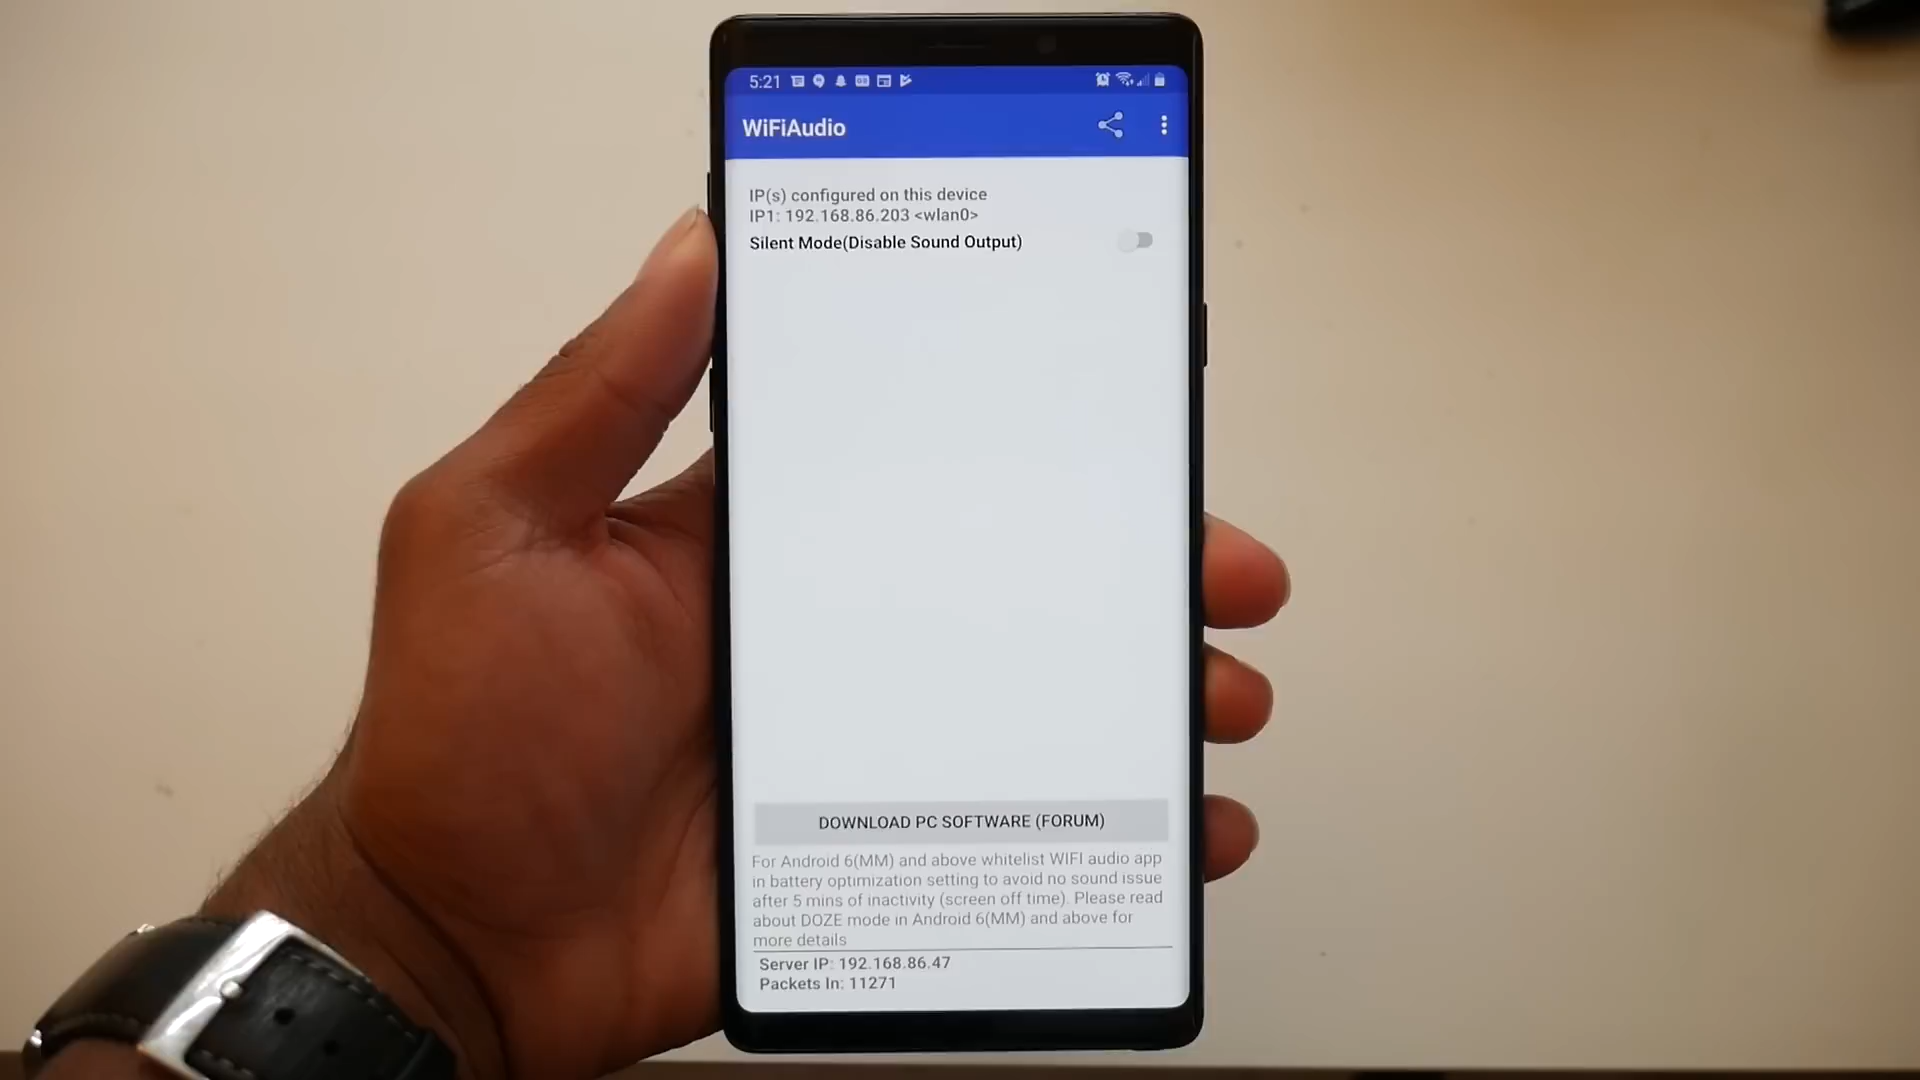 5:21
WiFiAudio
IP(s) configured on this device
IP1: 192.168.86.203 <wlan0>
Silent Mode(Disable Sound Output)
DOWNLOAD PC SOFTWARE (FORUM)
For Android 6(MM) and above whitelist WIFI audio app
in battery optimization setting to avoid no sound issue
after 5 mins of inactivity (screen off time). Please read
about DOZE mode in Android 6(MM) and above for
more details
Server IP: 192.168.86.47
Packets In: 11271